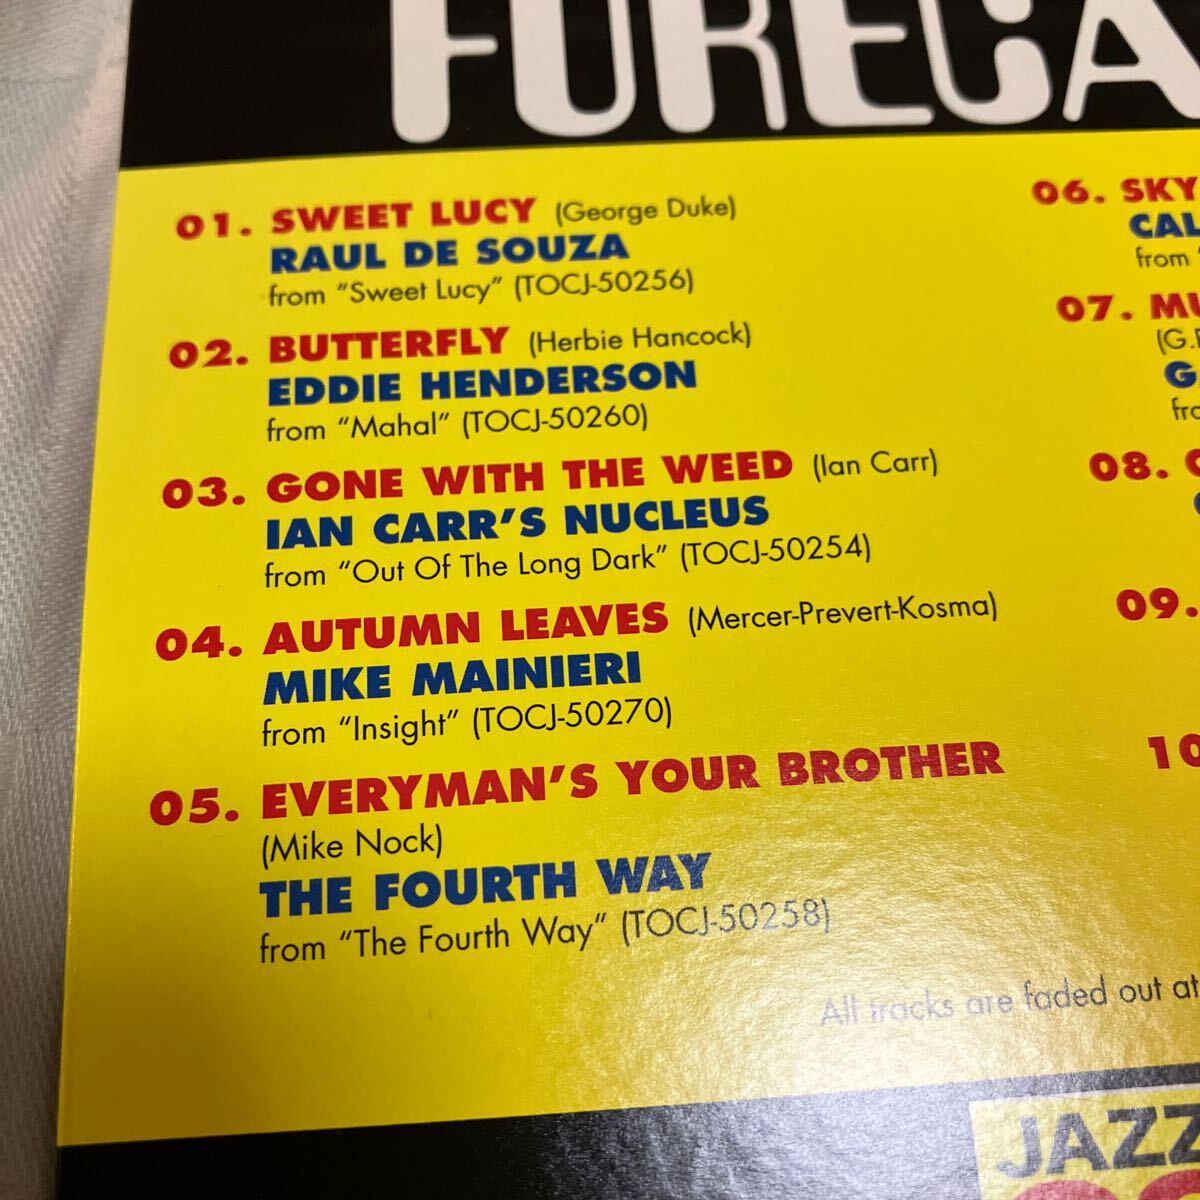 01. SWEET LUCY (George Duke)
RAUL DE SOUZA
from "Sweet Lucy" (TOCJ-50256)
02. BUTTERFLY (Herbie Hancock)
EDDIE HENDERSON
from "Mahal" (TOCJ-50260)
03. GONE WITH THE WEED (Ian Carr)
IAN CARR'S NUCLEUS
from "Out Of The Long Dark" (TOCJ-50254)
04. AUTUMN LEAVES (Mercer-Prevert-Kosma)
MIKE MAINIERI
from "Insight" (TOCJ-50270)
05. EVERYMAN'S YOUR BROTHER
(Mike Nock)
THE FOURTH WAY
from "The Fourth Way" (TOCJ-50258)
06. SKY
from
07.
08.
09.
10
All tracks are faded out at
JAZZ